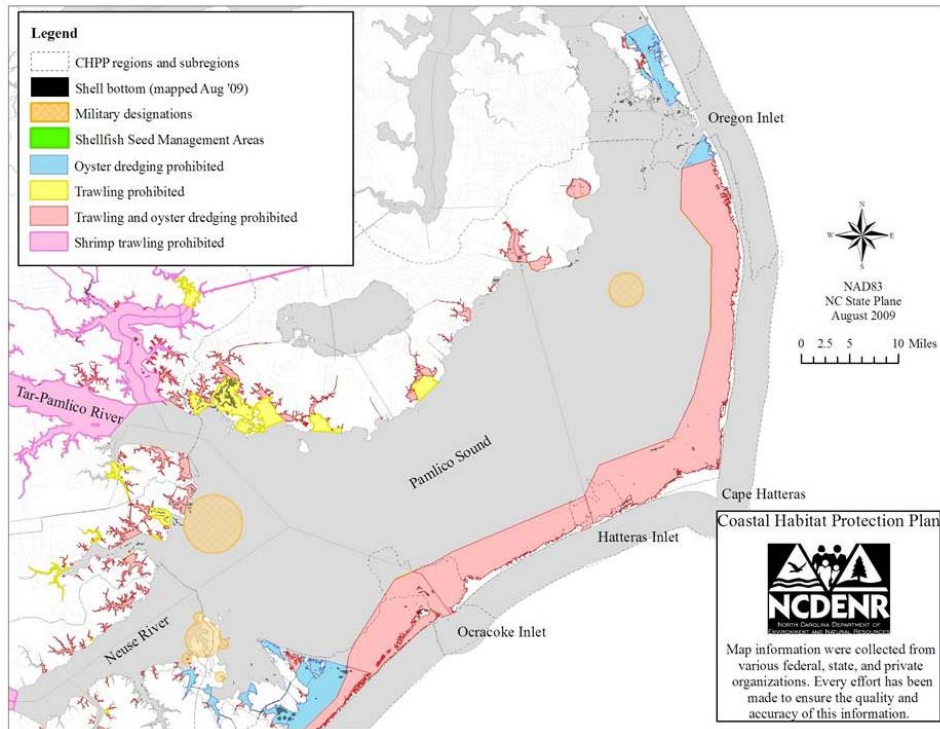 Legend
CHPP regions and subregions
Shell bottom (mapped Aug '09)
Military designations
Shellfish Seed Management Areas
Oyster dredging prohibited
Trawling prohibited
Trawling and oyster dredging prohibited
Shrimp trawling prohibited
Oregon Inlet
N
W E
S
NAD83
NC State Plane
August 2009
0 2.5 5 10 Miles
Tar-Pamlico River
Pamlico Sound
Cape Hatteras
Hatteras Inlet
Ocracoke Inlet
Neuse River
Coastal Habitat Protection Plan
NCDENR
NORTH CAROLINA DEPARTMENT OF
ENVIRONMENT AND NATURAL RESOURCES
Map information were collected from
various federal, state, and private
organizations. Every effort has been
made to ensure the quality and
accuracy of this information.